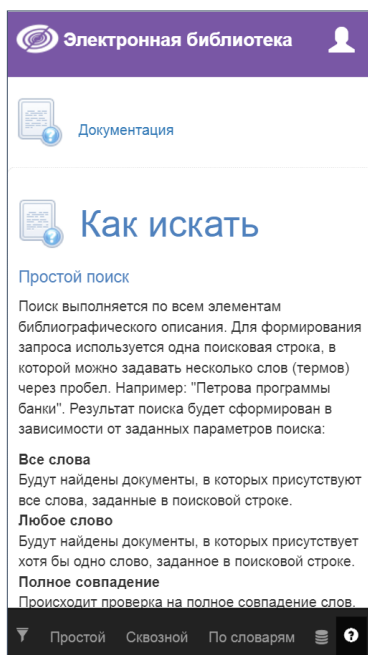 Электронная библиотека
Документация
Как искать
Простой поиск
Поиск выполняется по всем элементам
библиографического описания. Для формирования
запроса используется одна поисковая строка, в
которой можно задавать несколько слов (термов)
через пробел. Например: "Петрова программы
банки". Результат поиска будет сформирован в
зависимости от заданных параметров поиска:
Все слова
Будут найдены документы, в которых присутствуют
все слова, заданные в поисковой строке.
Любое слово
Будут найдены документы, в которых присутствует
хотя бы одно слово, заданное в поисковой строке.
Полное совпадение
Происходит проверка на полное совпадение слов.
Простой Сквозной По словарям